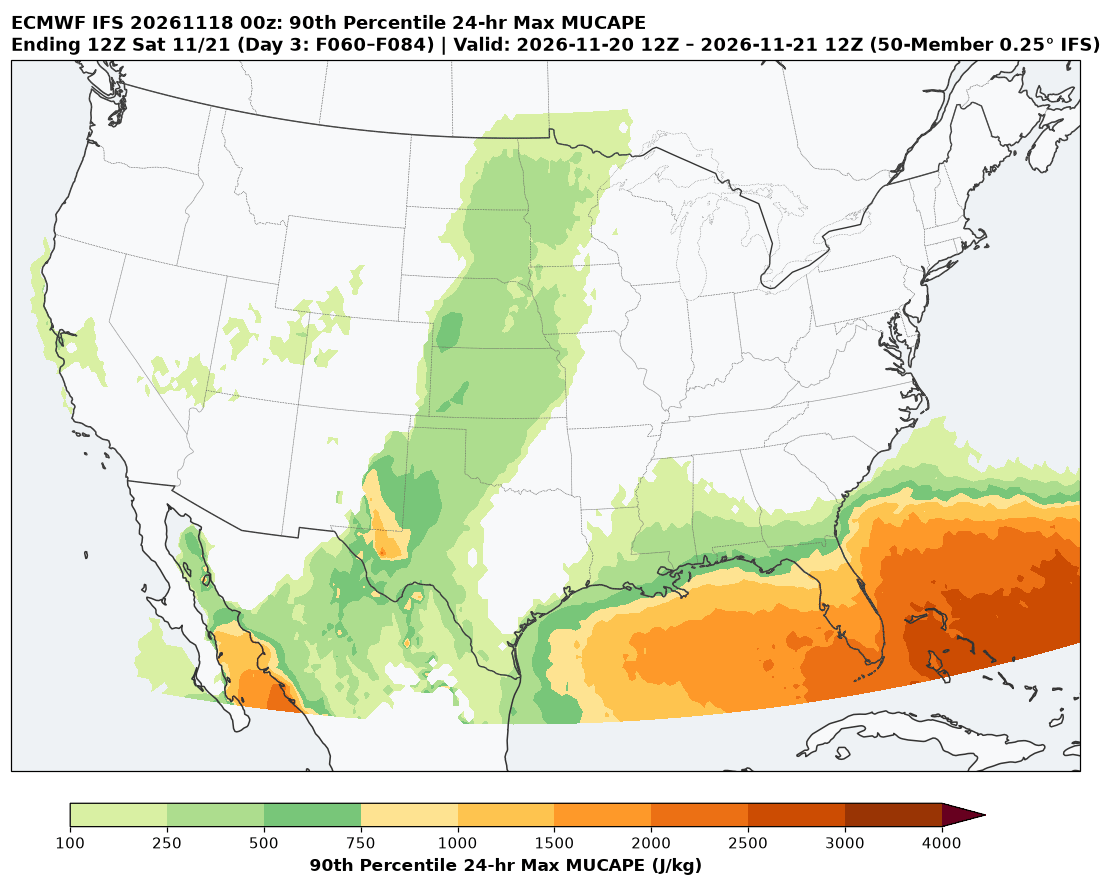 ECMWF IFS 20261118 00z: 90th Percentile 24-hr Max MUCAPE
Ending 12Z Sat 11/21 (Day 3: F060–F084) | Valid: 2026-11-20 12Z – 2026-11-21 12Z (50-Member 0.25° IFS)
100 250 500 750 1000 1500 2000 2500 3000 4000
90th Percentile 24-hr Max MUCAPE (J/kg)